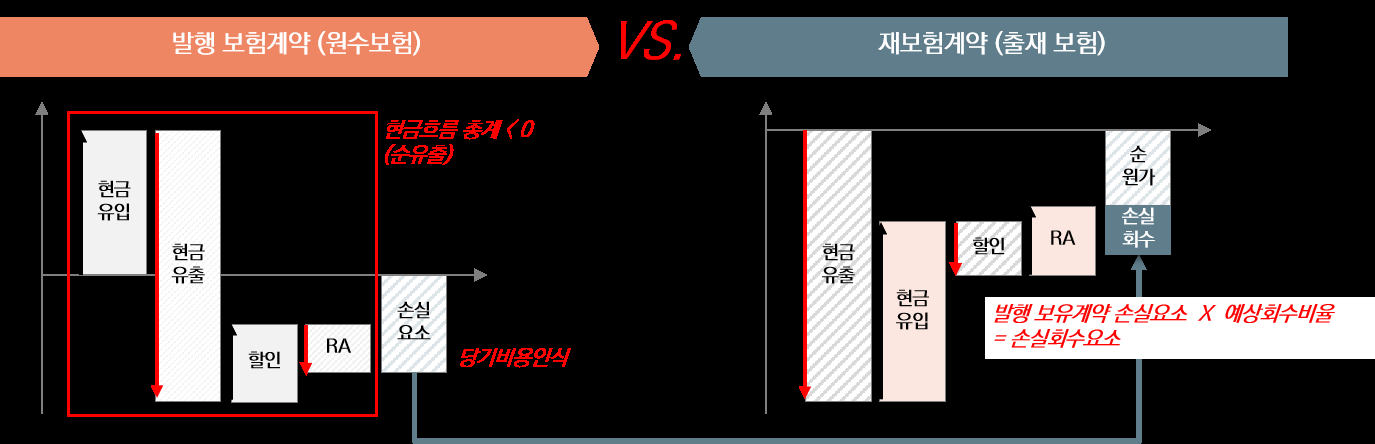 발행 보험계약 (원수보험)
VS.
재보험계약 (출재 보험)
현금흐름 총계 < 0
(순유출)
현금
유입
현금
유출
할인
RA
손실
요소
당기비용인식
현금
유출
현금
유입
할인
RA
순
원가
손실
회수
발행 보유계약 손실요소 X 예상회수비율
= 손실회수요소